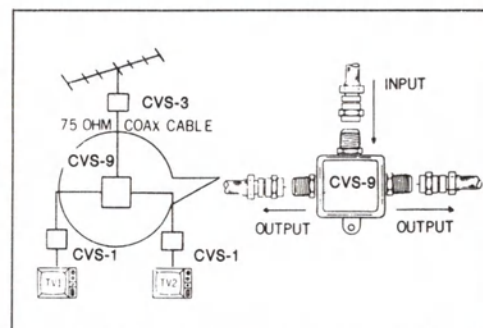 CVS-3
75 OHM COAX CABLE
CVS-9
CVS-1
CVS-1
TV1
TV2
INPUT
CVS-9
OUTPUT
OUTPUT